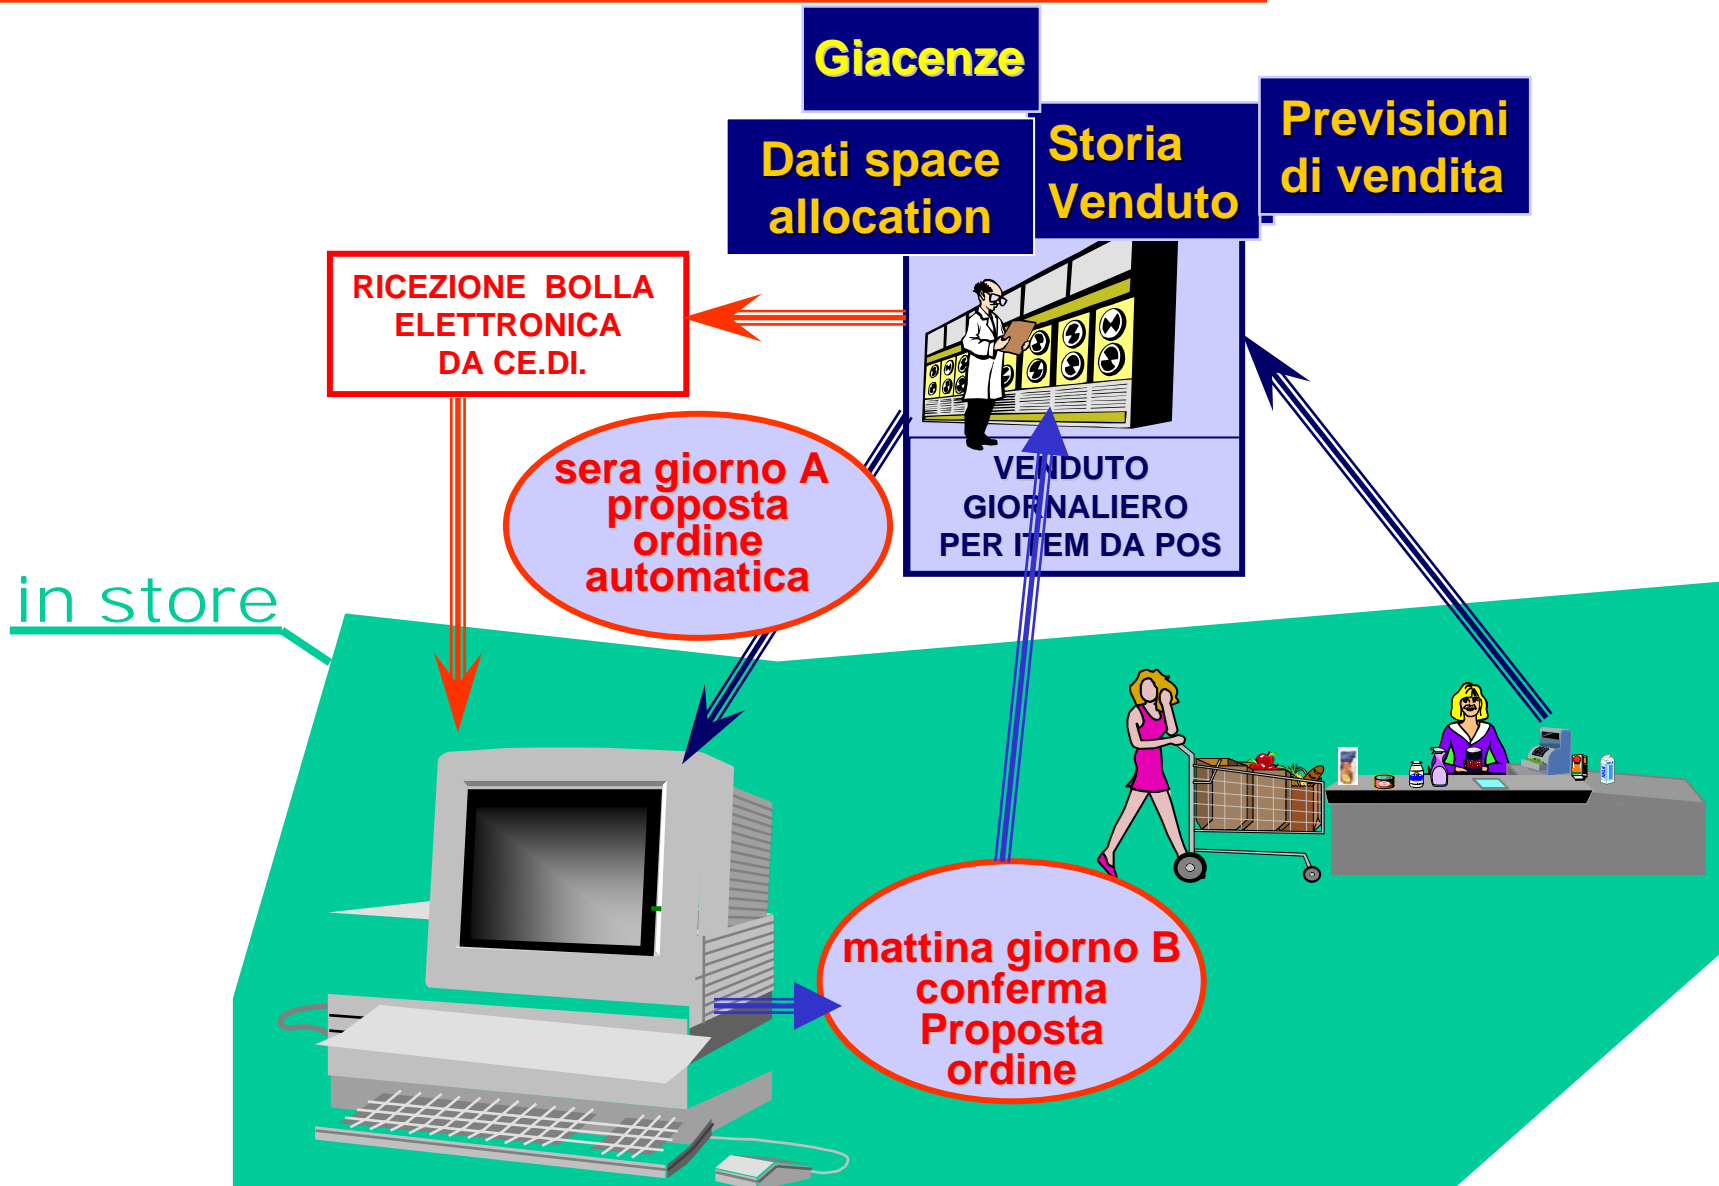 Giacenze
Dati space
allocation
Storia
Venduto
Previsioni
di vendita
RICEZIONE BOLLA
ELETTRONICA
DA CE.DI.
sera giorno A
proposta
ordine
automatica
VENDUTO
GIORNALIERO
PER ITEM DA POS
in store
mattina giorno B
conferma
Proposta
ordine